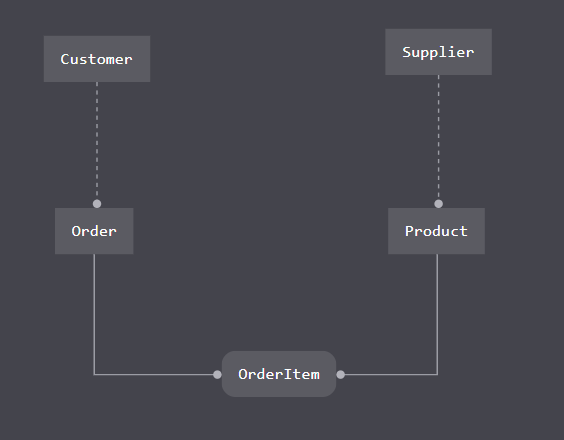 Customer
Supplier
Order
Product
OrderItem